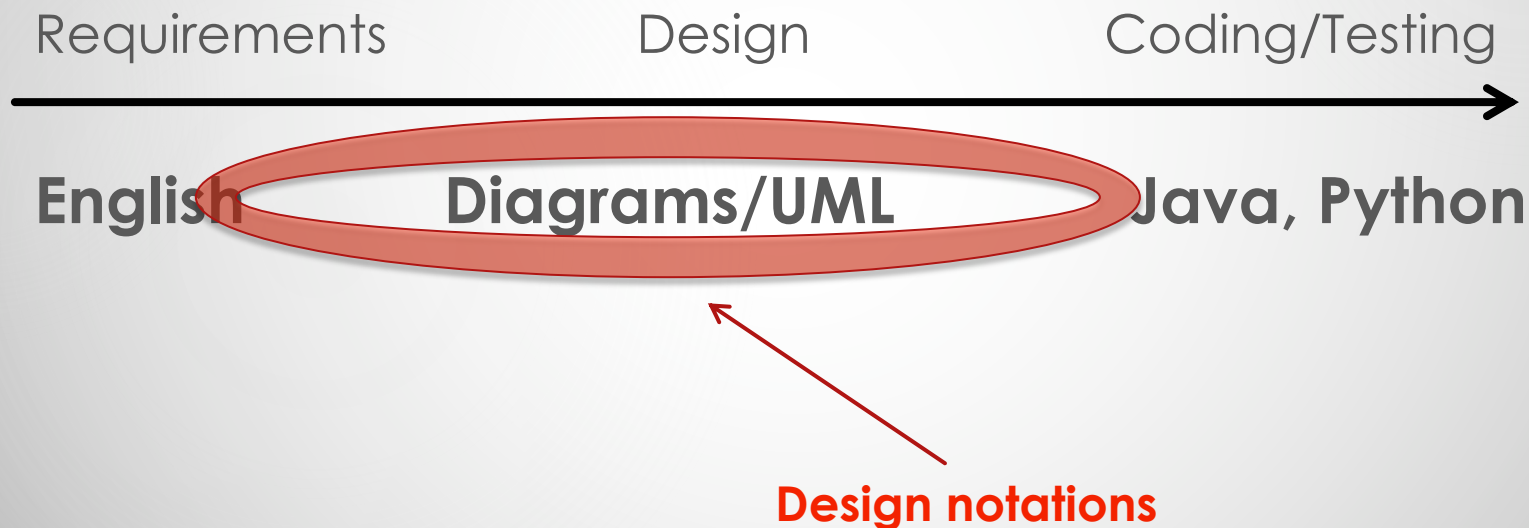 Requirements Design Coding/Testing
English Diagrams/UML Java, Python
Design notations